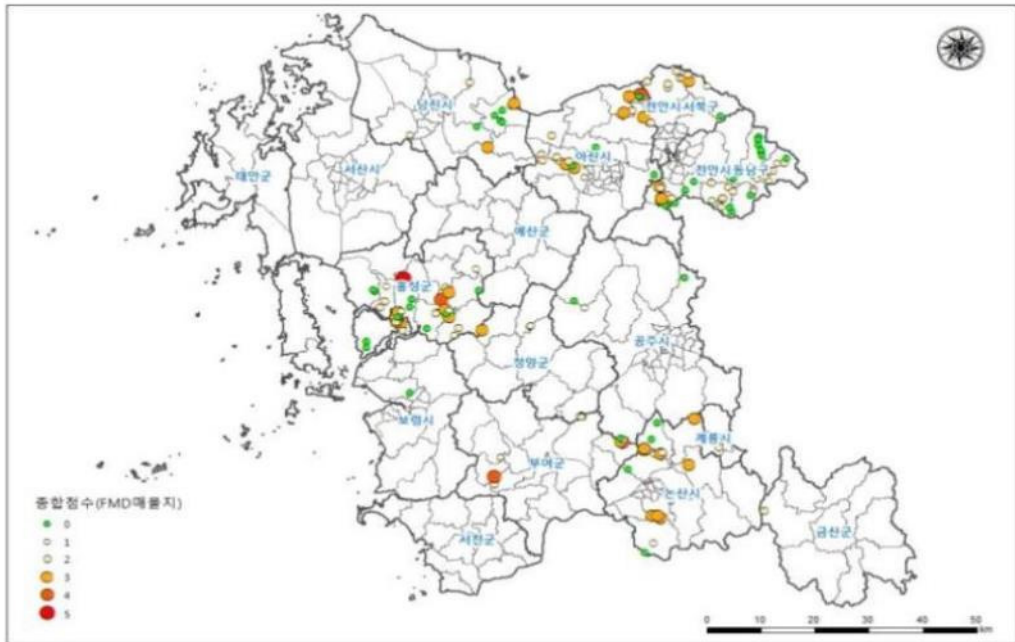 천안시서북구
당진시
아산시
천안시동남구
태안군
서산시
예산군
홍성군
공주시
청양군
보령시
계룡시
부여군
논산시
서천군
금산군
종합점수(FMD매몰지)
0
1
2
3
4
5
0 10 20 30 40 50
km